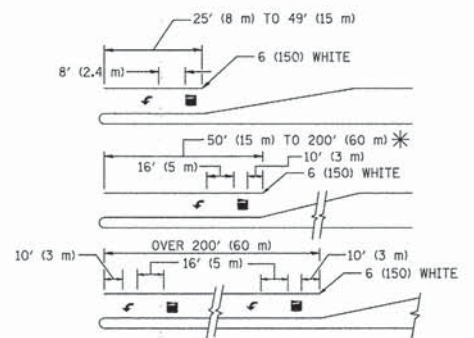 25' (8 m) TO 49' (15 m)
8' (2.4 m)
6 (150) WHITE
50' (15 m) TO 200' (60 m) *
16' (5 m)
10' (3 m)
6 (150) WHITE
OVER 200' (60 m)
10' (3 m)
16' (5 m)
10' (3 m)
6 (150) WHITE